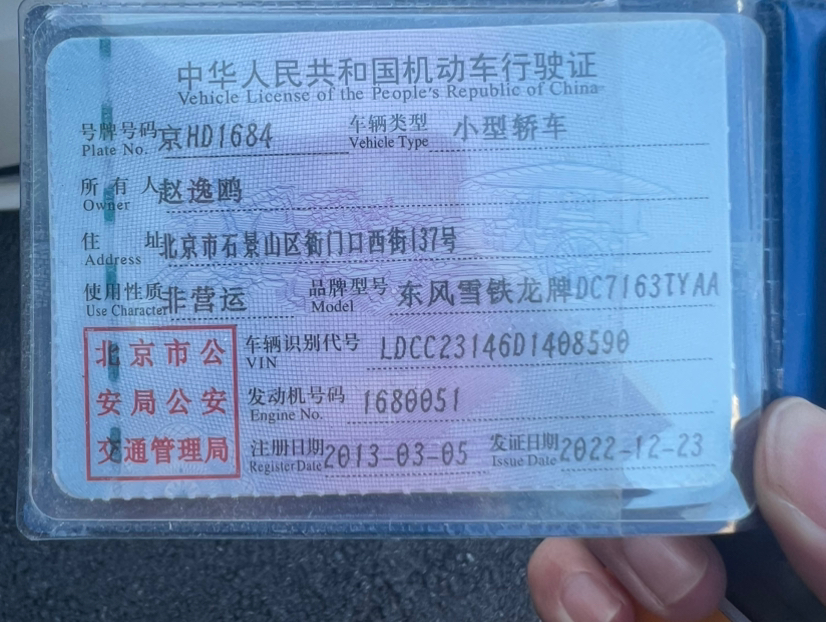 中华人民共和国机动车行驶证
Vehicle License of the People's Republic of China
号牌号码 京HD1684 车辆类型 小型轿车
Plate No. Vehicle Type
所有人 赵逸鸥
Owner
住址 北京市石景山区衙门口西街137号
Address
使用性质 非营运 品牌型号 东风雪铁龙牌DC7163TYAA
Use Character Model
北京市公安局公安交通管理局
车辆识别代号 LDCC23146D1408590
VIN
发动机号码 1680051
Engine No.
注册日期 2013-03-05 发证日期 2022-12-23
Register Date Issue Date